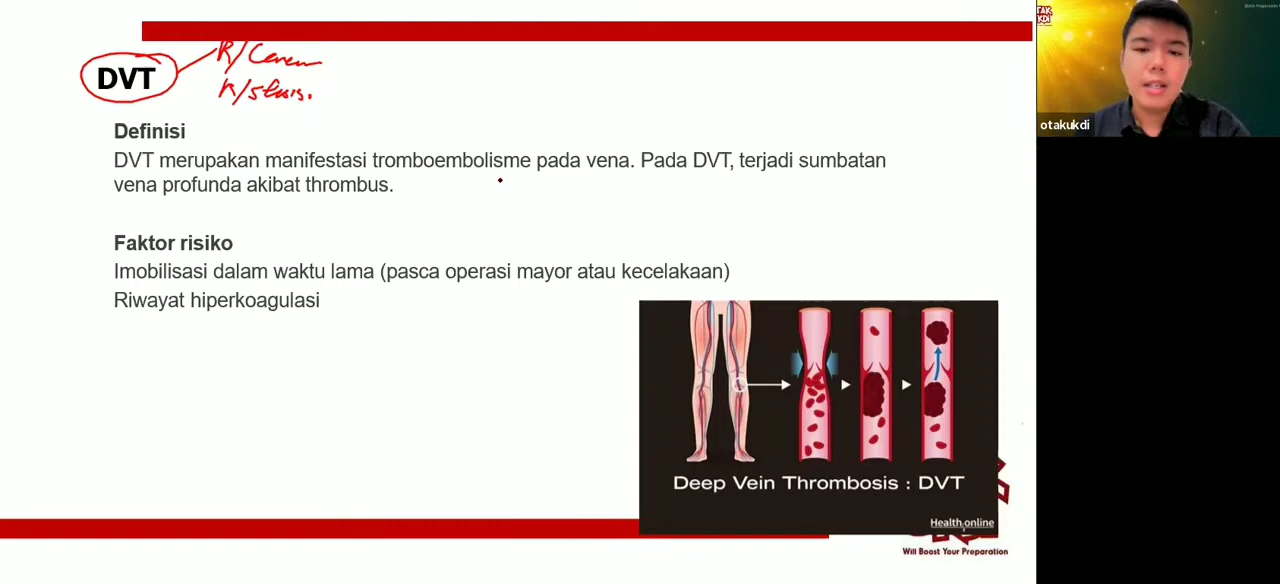 DVT
R/
R/stasis.
Definisi
DVT merupakan manifestasi tromboembolisme pada vena. Pada DVT, terjadi sumbatan
vena profunda akibat thrombus.
Faktor risiko
Imobilisasi dalam waktu lama (pasca operasi mayor atau kecelakaan)
Riwayat hiperkoagulasi
Deep Vein Thrombosis : DVT
Health online
Will Boost Your Preparation
otakukdi